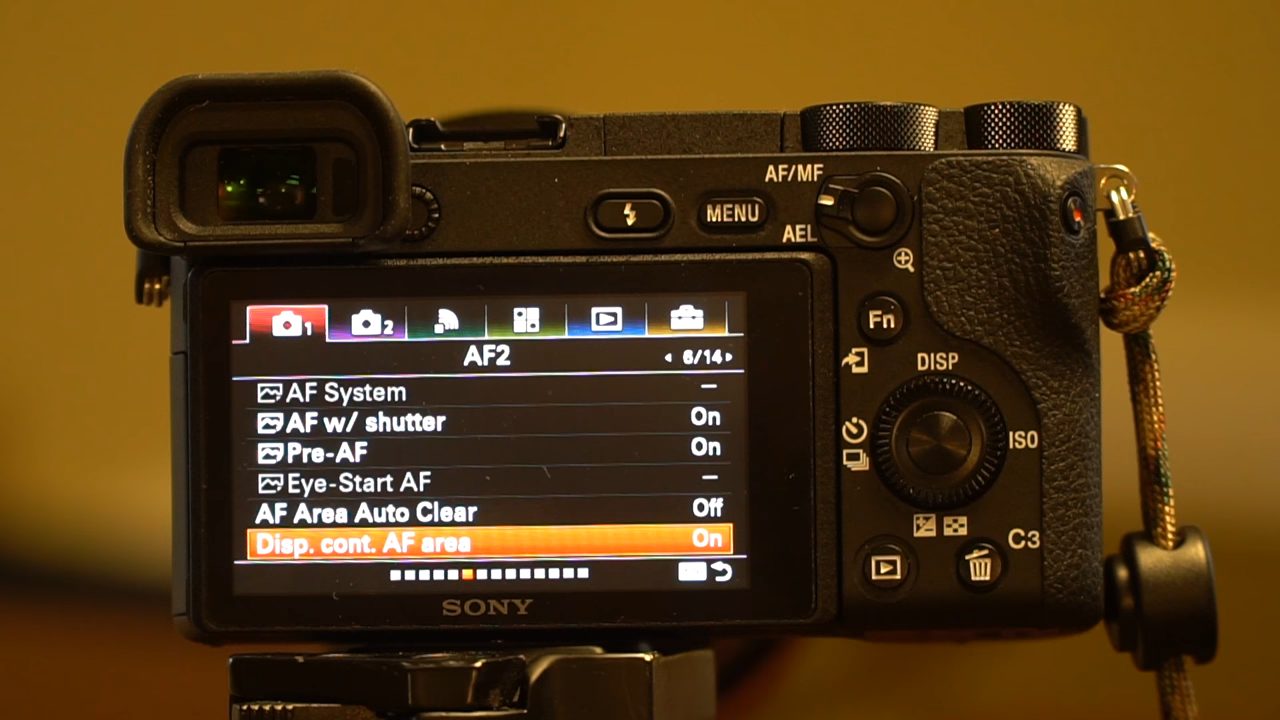 AF/MF
MENU
AEL
Fn
DISP
ISO
C3
1
2
AF2
6/14
AF System –
AF w/ shutter On
Pre-AF On
Eye-Start AF –
AF Area Auto Clear Off
Disp. cont. AF area On
SONY